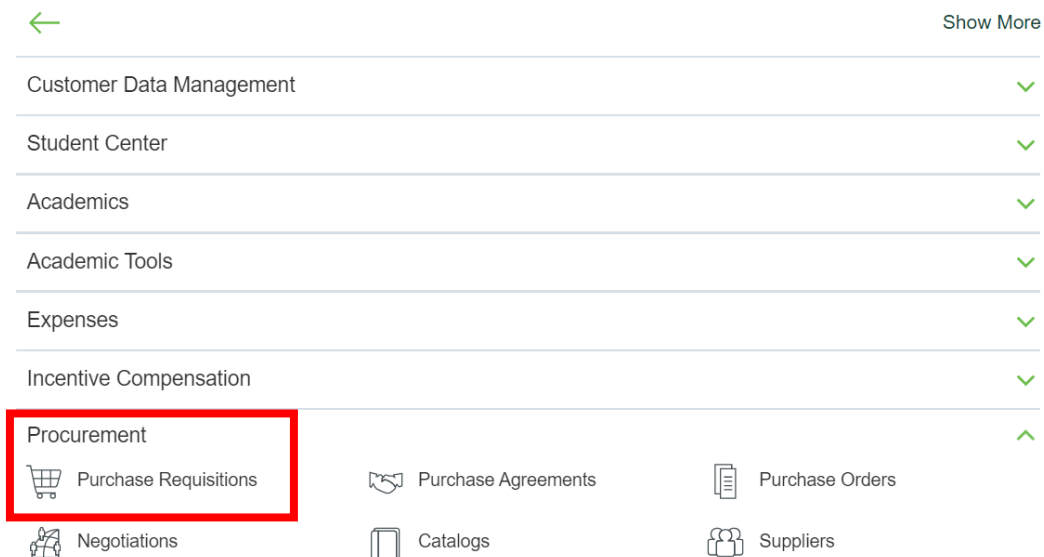 Show More
Customer Data Management
Student Center
Academics
Academic Tools
Expenses
Incentive Compensation
Procurement
Purchase Requisitions Purchase Agreements Purchase Orders
Negotiations Catalogs Suppliers